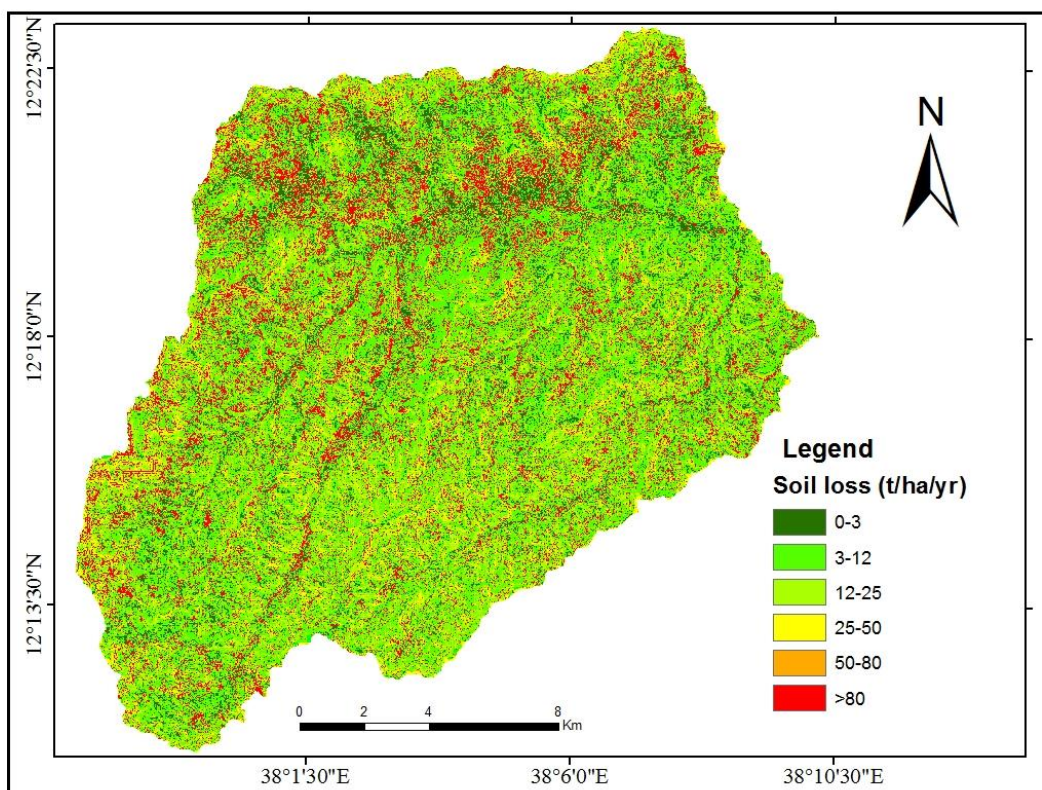 12°22'30"N
12°18'0"N
12°13'30"N
N
Legend
Soil loss (t/ha/yr)
0-3
3-12
12-25
25-50
50-80
>80
0 2 4 8
Km
38°1'30"E 38°6'0"E 38°10'30"E